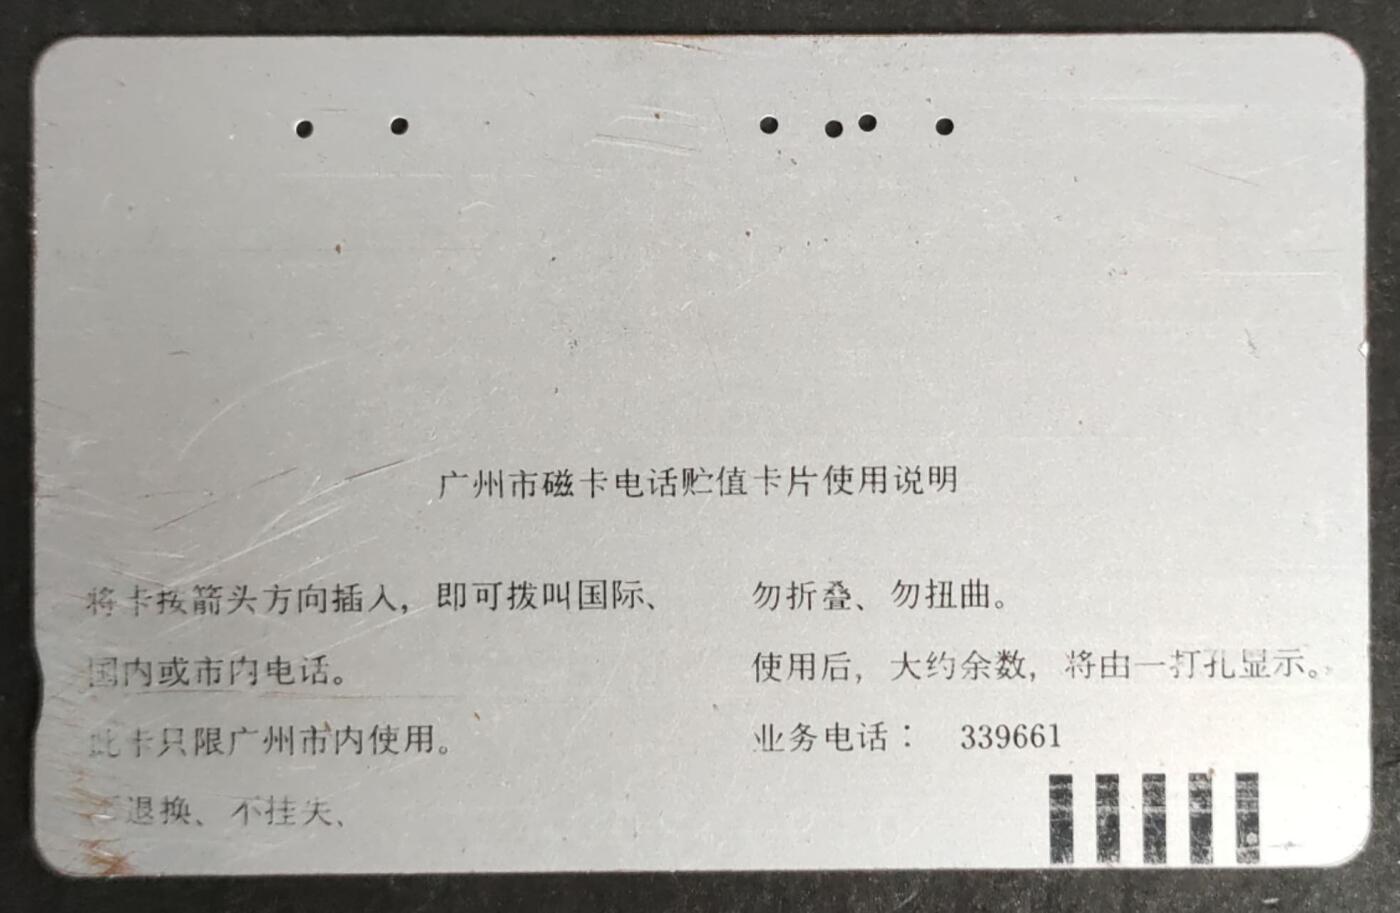 广州市磁卡电话贮值卡片使用说明
将卡按箭头方向插入，即可拨叫国际、
国内或市内电话。
此卡只限广州市内使用。
退换、不挂失、
勿折叠、勿扭曲。
使用后，大约余数，将由一打孔显示。
业务电话： 339661